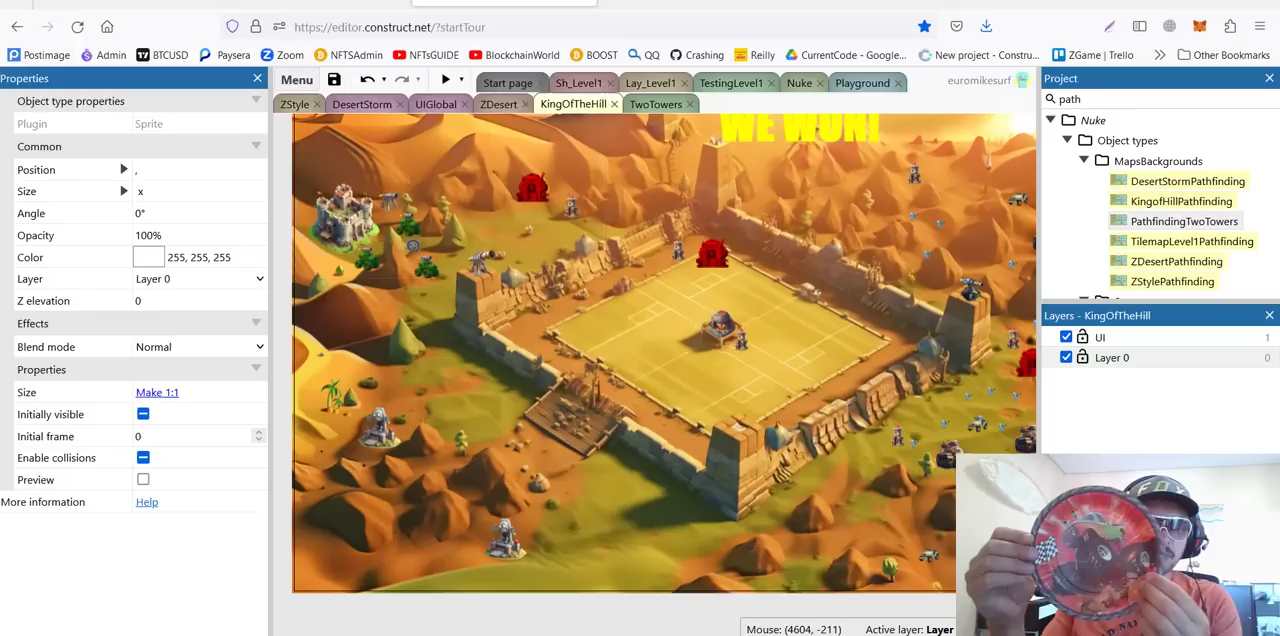 https://editor.construct.net/?startTour
Postimage
Admin
BTCUSD
Paysera
Zoom
NFTSAdmin
NFTsGUIDE
BlockchainWorld
BOOST
QQ
Crashing
Reilly
CurrentCode - Google...
New project - Constru...
ZGame | Trello
Other Bookmarks
Properties
Menu
Start page
Sh_Level1
Lay_Level1
TestingLevel1
Nuke
Playground
euromikesurf
Project
ZStyle
DesertStorm
UIGlobal
ZDesert
KingOfTheHill
TwoTowers
path
Object type properties
Plugin Sprite
Common
Position ,
Size x
Angle 0°
Opacity 100%
Color 255, 255, 255
Layer Layer 0
Z elevation 0
Effects
Blend mode Normal
Properties
Size Make 1:1
Initially visible
Initial frame 0
Enable collisions
Preview
More information Help
WE WON!
Nuke
Object types
MapsBackgrounds
DesertStormPathfinding
KingofHillPathfinding
PathfindingTwoTowers
TilemapLevel1Pathfinding
ZDesertPathfinding
ZStylePathfinding
Layers - KingOfTheHill
UI 1
Layer 0 0
Mouse: (4604, -211) Active layer: Layer